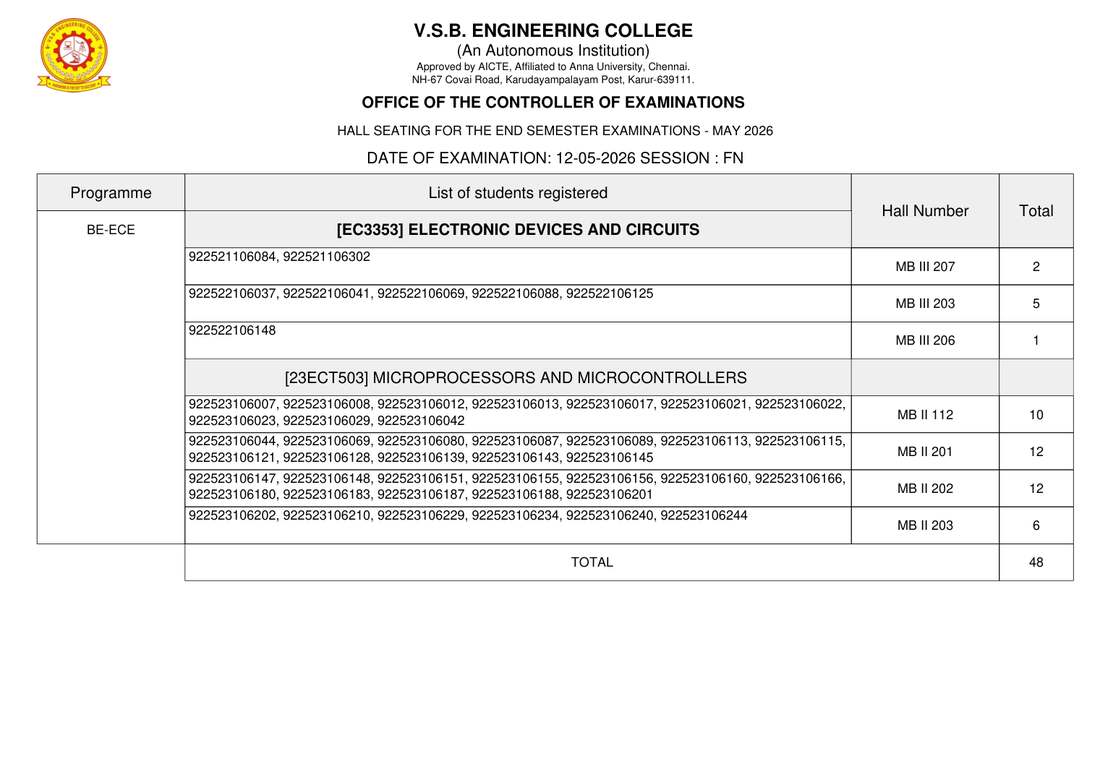 V.S.B. ENGINEERING COLLEGE
(An Autonomous Institution)
Approved by AICTE, Affiliated to Anna University, Chennai.
NH-67 Covai Road, Karudayampalayam Post, Karur-639111.
OFFICE OF THE CONTROLLER OF EXAMINATIONS
HALL SEATING FOR THE END SEMESTER EXAMINATIONS - MAY 2026
DATE OF EXAMINATION: 12-05-2026 SESSION : FN
Programme List of students registered Hall Number Total
BE-ECE [EC3353] ELECTRONIC DEVICES AND CIRCUITS
922521106084, 922521106302 MB III 207 2
922522106037, 922522106041, 922522106069, 922522106088, 922522106125 MB III 203 5
922522106148 MB III 206 1
[23ECT503] MICROPROCESSORS AND MICROCONTROLLERS
922523106007, 922523106008, 922523106012, 922523106013, 922523106017, 922523106021, 922523106022,
922523106023, 922523106029, 922523106042 MB II 112 10
922523106044, 922523106069, 922523106080, 922523106087, 922523106089, 922523106113, 922523106115,
922523106121, 922523106128, 922523106139, 922523106143, 922523106145 MB II 201 12
922523106147, 922523106148, 922523106151, 922523106155, 922523106156, 922523106160, 922523106166,
922523106180, 922523106183, 922523106187, 922523106188, 922523106201 MB II 202 12
922523106202, 922523106210, 922523106229, 922523106234, 922523106240, 922523106244 MB II 203 6
TOTAL 48